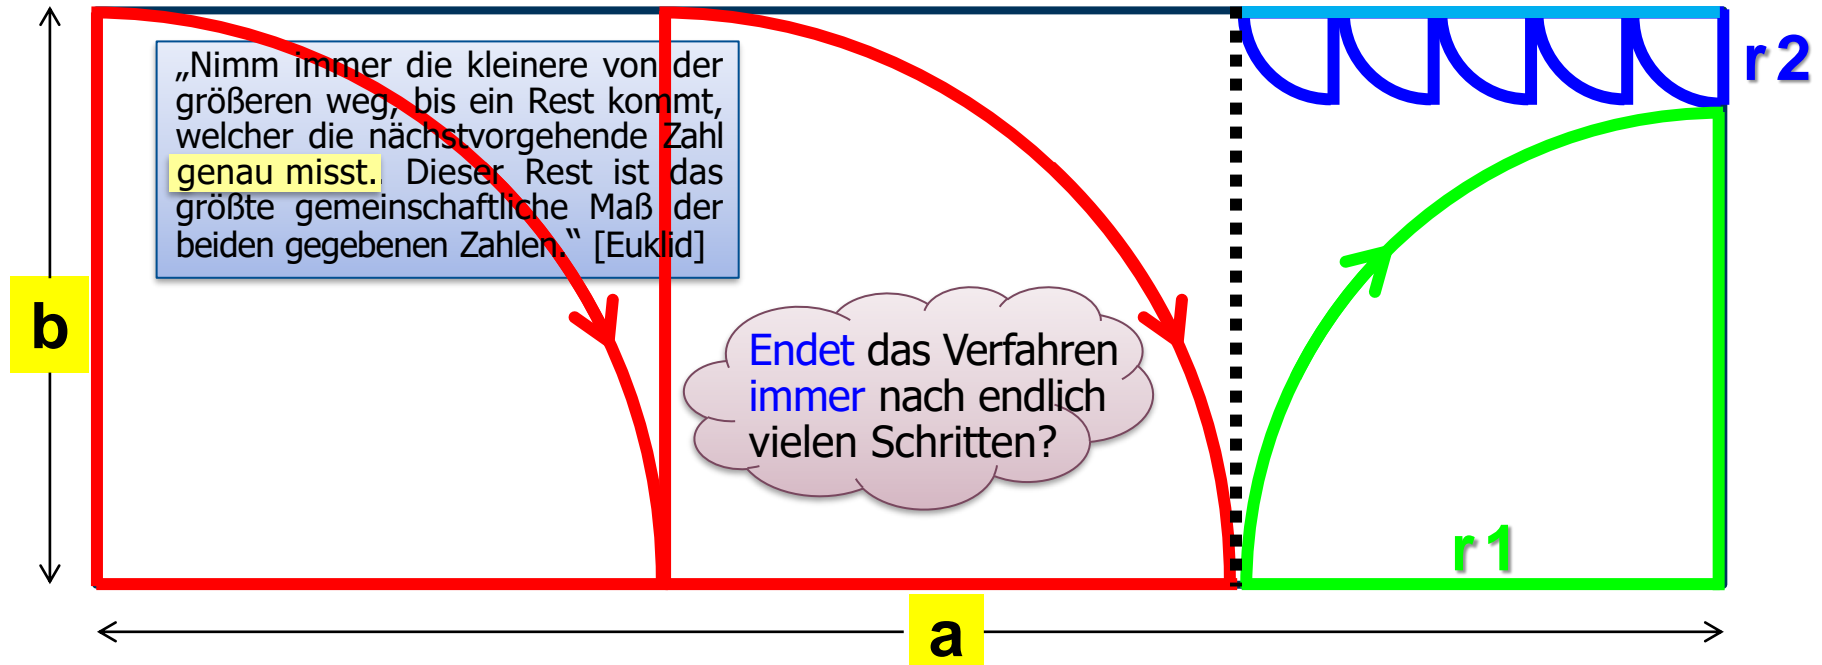 „Nimm immer die kleinere von der
größeren weg, bis ein Rest kommt,
welcher die nächstvorgehende Zahl
genau misst.. Dieser Rest ist das
größte gemeinschaftliche Maß der
beiden gegebenen Zahlen.“ [Euklid]
r 2
b
Endet das Verfahren
immer nach endlich
vielen Schritten?
r 1
a